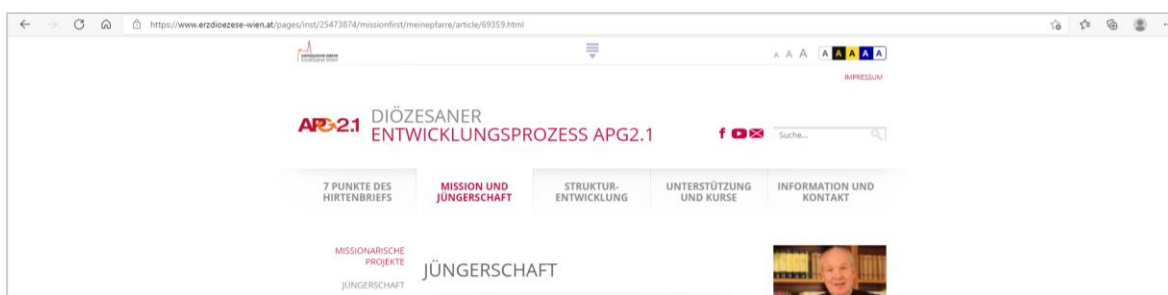 https://www.erzdioezese-wien.at/pages/inst/25473874/missionfirst/meinepfarre/article/69359.html
A A A A A A A A
IMPRESSUM
APG2.1
DIÖZESANER
ENTWICKLUNGSPROZESS APG2.1
Suche...
7 PUNKTE DES
HIRTENBRIEFS
MISSION UND
JÜNGERSCHAFT
STRUKTUR-
ENTWICKLUNG
UNTERSTÜTZUNG
UND KURSE
INFORMATION UND
KONTAKT
MISSIONARISCHE
PROJEKTE
JÜNGERSCHAFT
JÜNGERSCHAFT